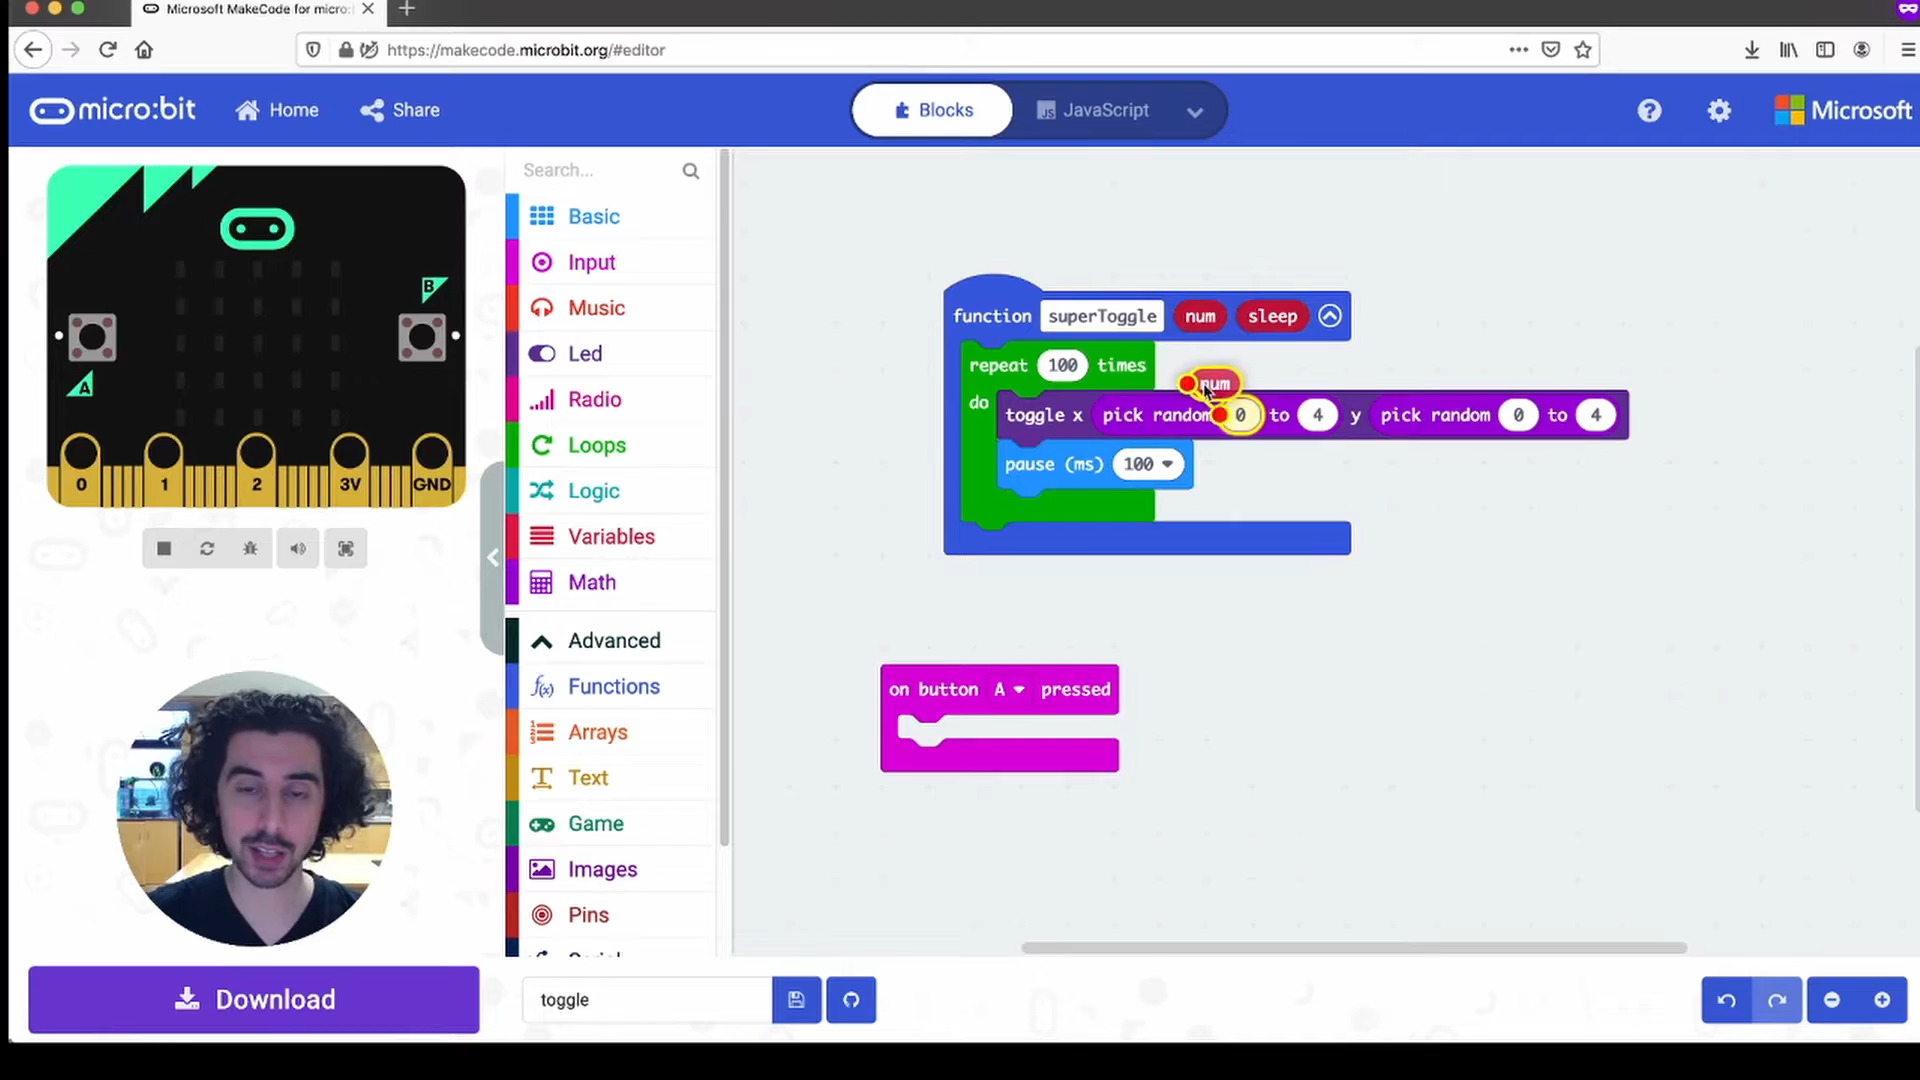 Microsoft MakeCode for micro:
https://makecode.microbit.org/#editor
micro:bit
Home
Share
Blocks
JavaScript
Microsoft
B
A
0 1 2 3V GND
Download
Search...
Basic
Input
Music
Led
Radio
Loops
Logic
Variables
Math
Advanced
Functions
Arrays
Text
Game
Images
Pins
toggle
function superToggle num sleep
repeat 100 times
num
do toggle x pick random 0 to 4 y pick random 0 to 4
pause (ms) 100
on button A pressed